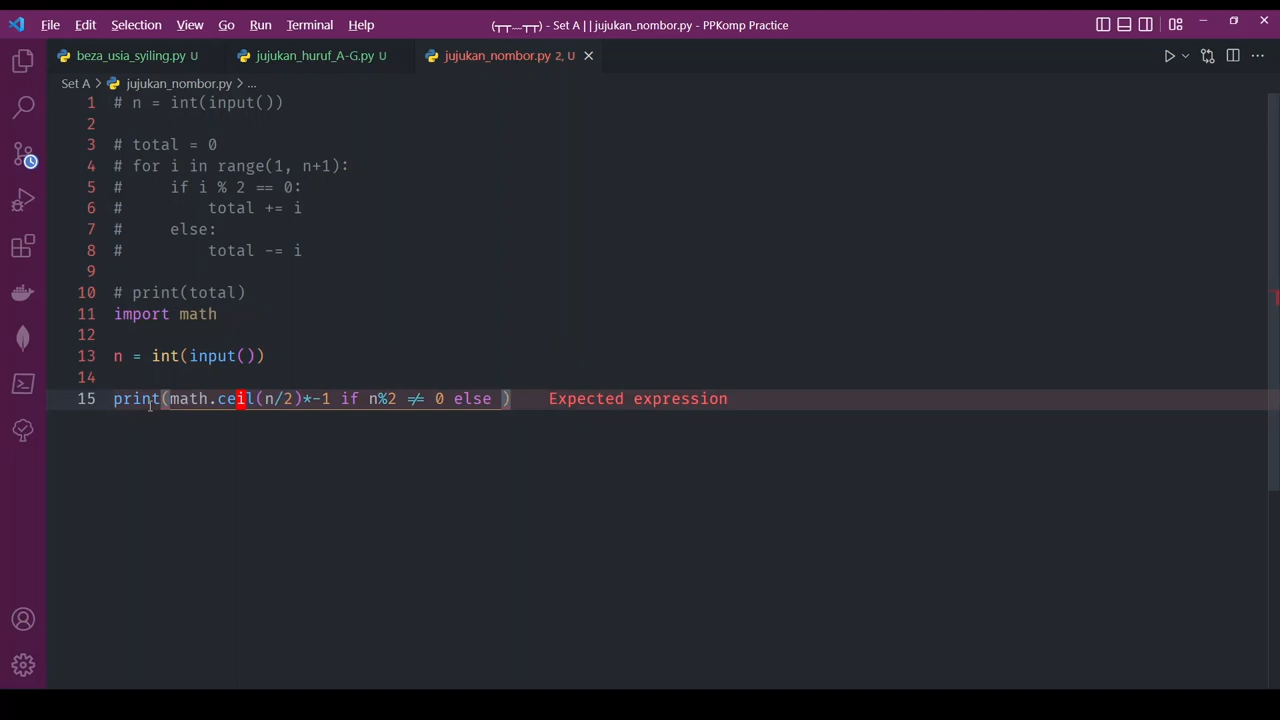 File Edit Selection View Go Run Terminal Help (┬┬﹏┬┬) - Set A | | jujukan_nombor.py - PPKomp Practice
beza_usia_syiling.py U jujukan_huruf_A-G.py U jujukan_nombor.py 2, U
Set A > jujukan_nombor.py > ...
1 # n = int(input())
2
3 # total = 0
4 # for i in range(1, n+1):
5 #     if i % 2 == 0:
6 #         total += i
7 #     else:
8 #         total -= i
9
10 # print(total)
11 import math
12
13 n = int(input())
14
15 print(math.ceil(n/2)*-1 if n%2 ≠ 0 else ) Expected expression